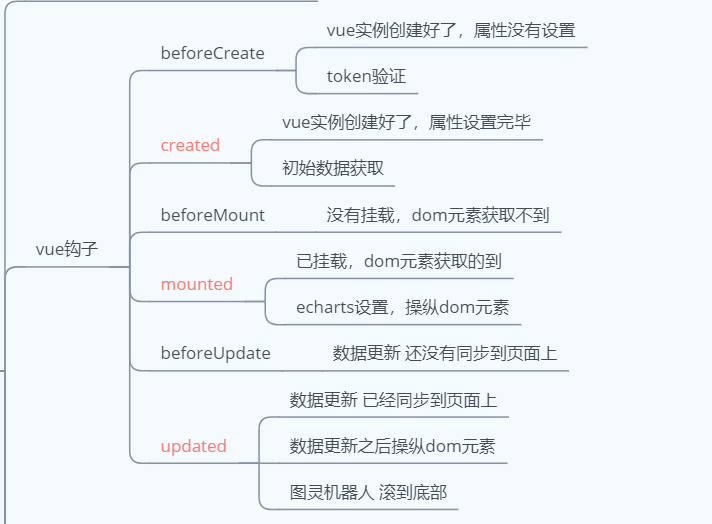 beforeCreate
vue实例创建好了，属性没有设置
token验证
created
vue实例创建好了，属性设置完毕
初始数据获取
beforeMount
没有挂载，dom元素获取不到
vue钩子
mounted
已挂载，dom元素获取的到
echarts设置，操纵dom元素
beforeUpdate
数据更新 还没有同步到页面上
updated
数据更新 已经同步到页面上
数据更新之后操纵dom元素
图灵机器人 滚到底部